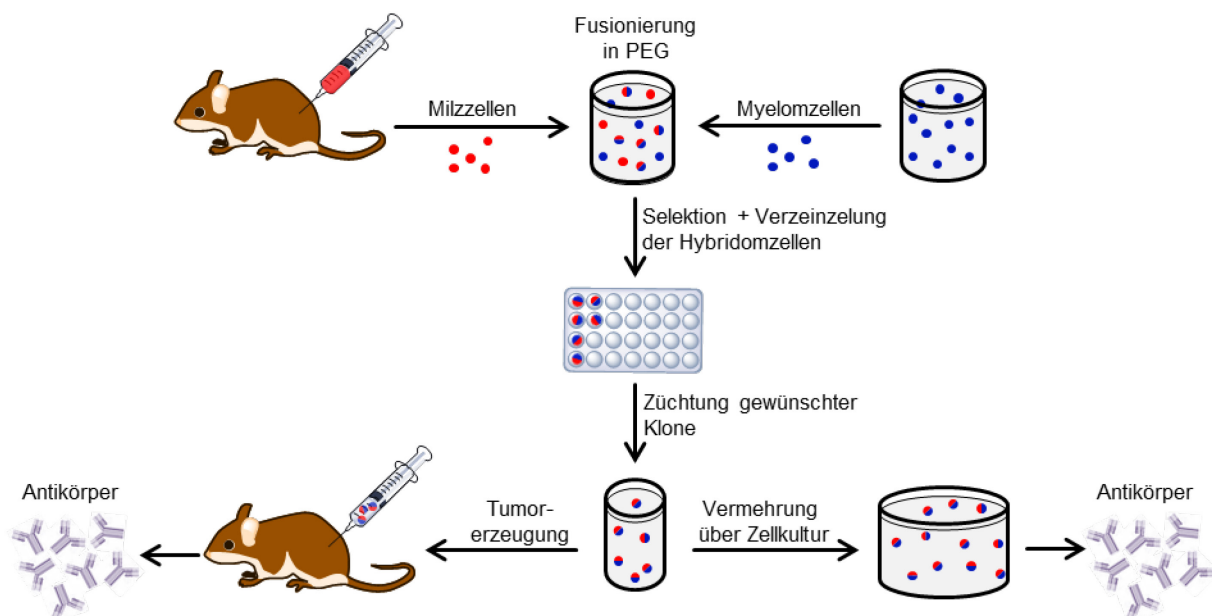 Fusionierung
in PEG
Milzzellen
Myelomzellen
Selektion + Verzeinzelung
der Hybridomzellen
Züchtung gewünschter
Klone
Antikörper
Tumor-
erzeugung
Vermehrung
über Zellkultur
Antikörper